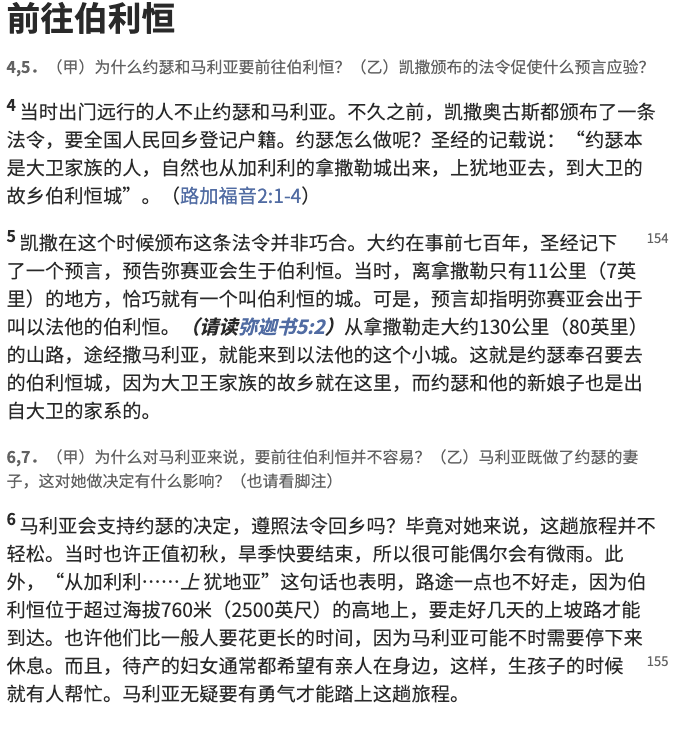 前往伯利恒
4,5. （甲）为什么约瑟和马利亚要前往伯利恒？（乙）凯撒颁布的法令促使什么预言应验？
4 当时出门远行的人不止约瑟和马利亚。不久之前，凯撒奥古斯都颁布了一条
法令，要全国人民回乡登记户籍。约瑟怎么做呢？圣经的记载说：“约瑟本
是大卫家族的人，自然也从加利利的拿撒勒城出来，上犹地亚去，到大卫的
故乡伯利恒城”。（路加福音2:1-4）
5 凯撒在这个时候颁布这条法令并非巧合。大约在事前七百年，圣经记下 154
了一个预言，预告弥赛亚会生于伯利恒。当时，离拿撒勒只有11公里（7英
里）的地方，恰巧就有一个叫伯利恒的城。可是，预言却指明弥赛亚会出于
叫以法他的伯利恒。（请读弥迦书5:2）从拿撒勒走大约130公里（80英里）
的山路，途经撒马利亚，就能来到以法他的这个小城。这就是约瑟奉召要去
的伯利恒城，因为大卫王家族的故乡就在这里，而约瑟和他的新娘子也是出
自大卫的家系的。
6,7. （甲）为什么对马利亚来说，要前往伯利恒并不容易？（乙）马利亚既做了约瑟的妻
子，这对她做决定有什么影响？（也请看脚注）
6 马利亚会支持约瑟的决定，遵照法令回乡吗？毕竟对她来说，这趟旅程并不
轻松。当时也许正值初秋，旱季快要结束，所以很可能偶尔会有微雨。此
外，“从加利利……上犹地亚”这句话也表明，路途一点也不好走，因为伯
利恒位于超过海拔760米（2500英尺）的高地上，要走好几天的上坡路才能
到达。也许他们比一般人要花更长的时间，因为马利亚可能不时需要停下来
休息。而且，待产的妇女通常都希望有亲人在身边，这样，生孩子的时候 155
就有人帮忙。马利亚无疑要有勇气才能踏上这趟旅程。